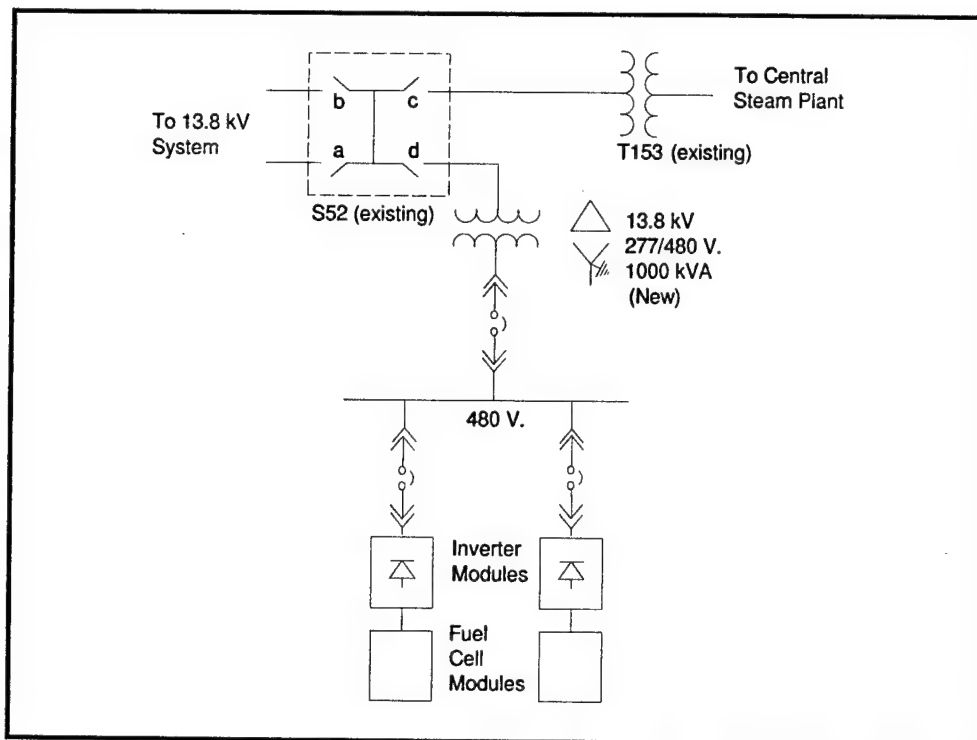 b
c
To 13.8 kV
System
a
d
S52 (existing)
To Central
Steam Plant
T153 (existing)
13.8 kV
277/480 V.
1000 kVA
(New)
480 V.
Inverter
Modules
Fuel
Cell
Modules